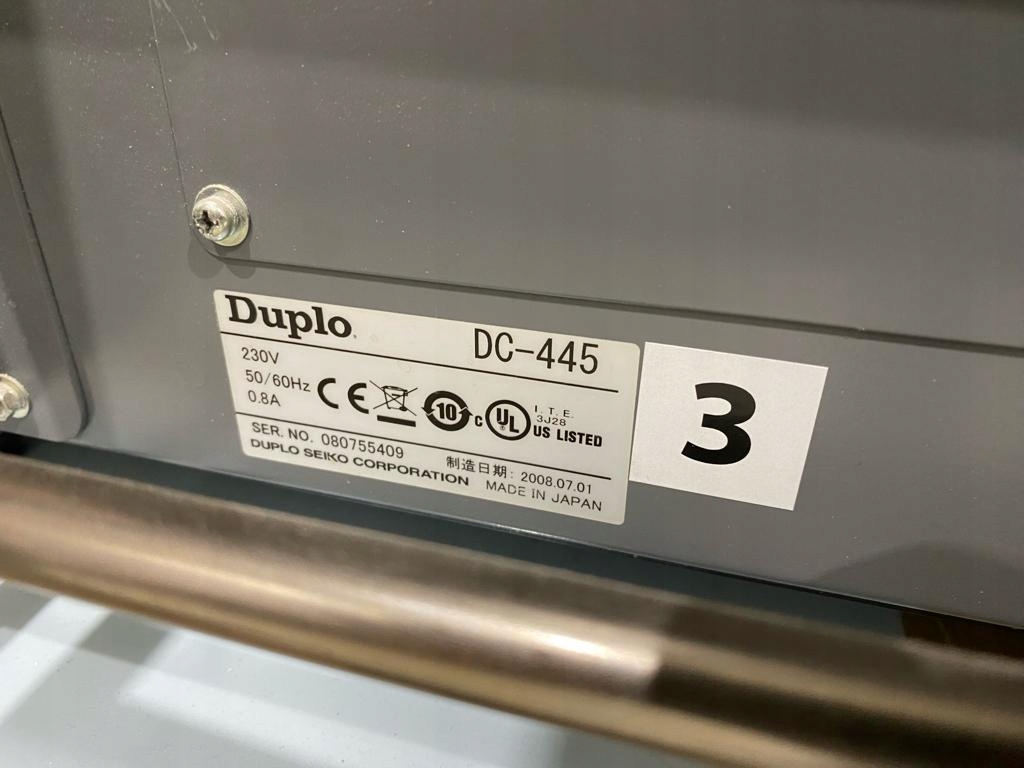 Duplo.
DC-445
230V
50/60Hz
0.8A
CE
10
c UL US LISTED
®
I.T.E.
3J28
SER. NO. 080755409
DUPLO SEIKO CORPORATION
制造日期: 2008.07.01
MADE IN JAPAN
3